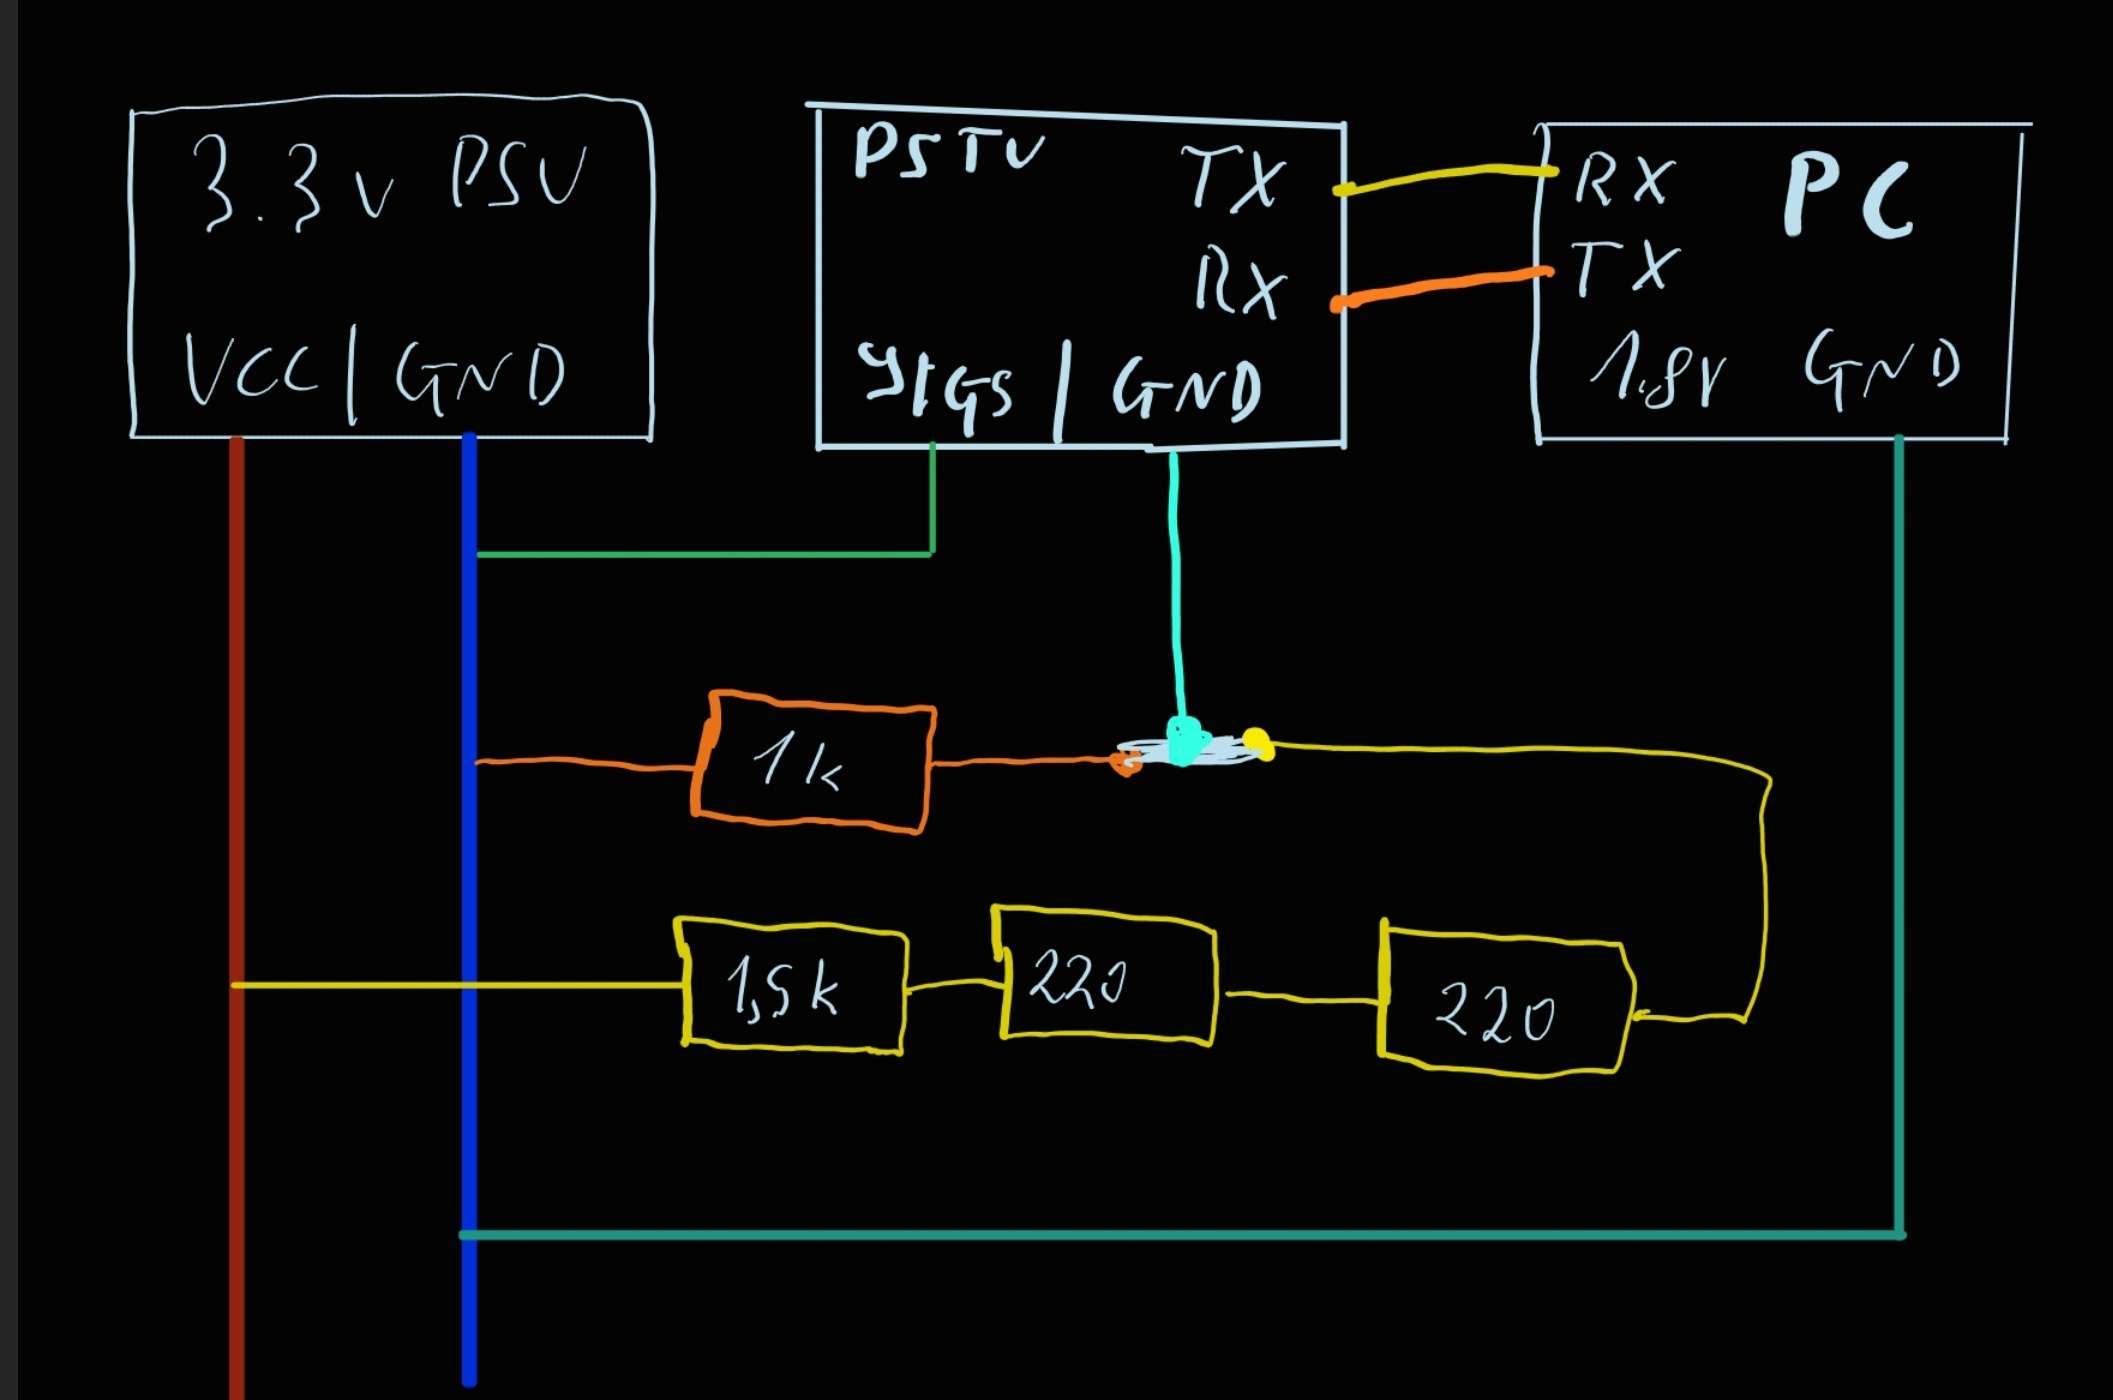 3.3v PSU
VCC | GND
PSTV TX
RX
GND
RX PC
TX
1.8V GND
1k
1,5k
220
220